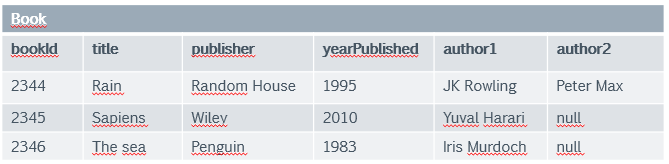 Book
bookId title publisher yearPublished author1 author2
2344 Rain Random House 1995 JK Rowling Peter Max
2345 Sapiens Wiley 2010 Yuval Harari null
2346 The sea Penguin 1983 Iris Murdoch null